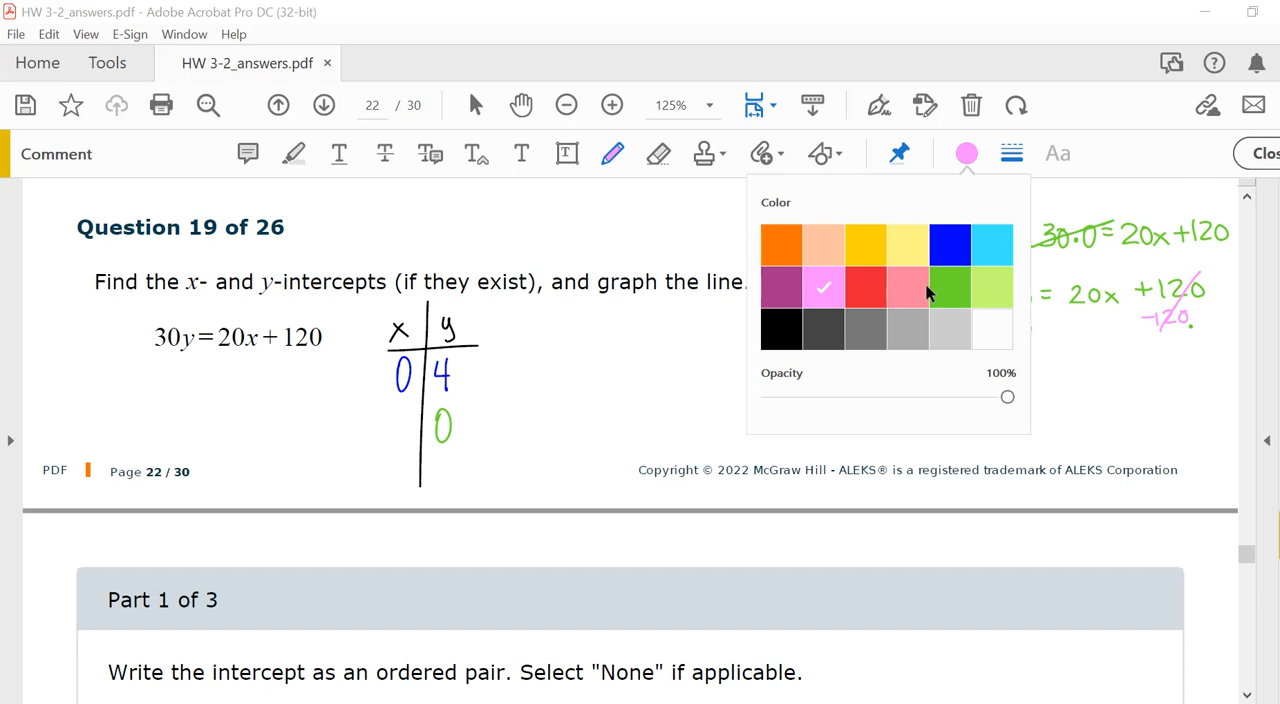 HW 3-2_answers.pdf - Adobe Acrobat Pro DC (32-bit)
File Edit View E-Sign Window Help
Home Tools HW 3-2_answers.pdf ×
22 / 30 125%
Comment T T T T T T Aa Clos
Color
Opacity 100%
Question 19 of 26
Find the x- and y-intercepts (if they exist), and graph the line.
30y=20x+120
x y
0 4
0
30·0=20x+120
= 20x +120
-120
PDF Page 22 / 30
Copyright © 2022 McGraw Hill - ALEKS® is a registered trademark of ALEKS Corporation
Part 1 of 3
Write the intercept as an ordered pair. Select "None" if applicable.